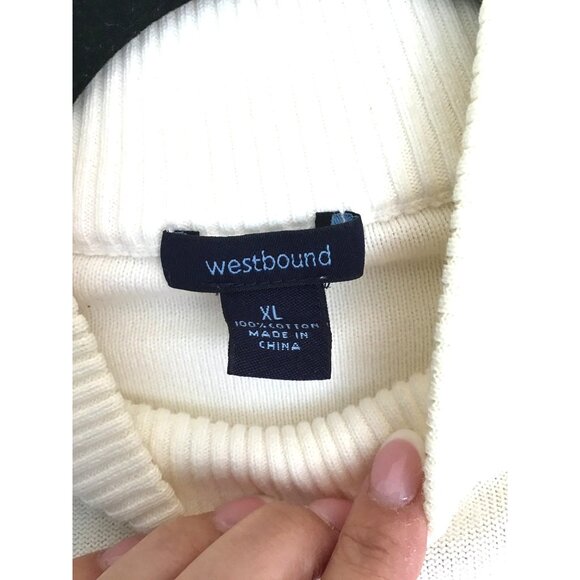 westbound
XL
100% COTTON
MADE IN
CHINA